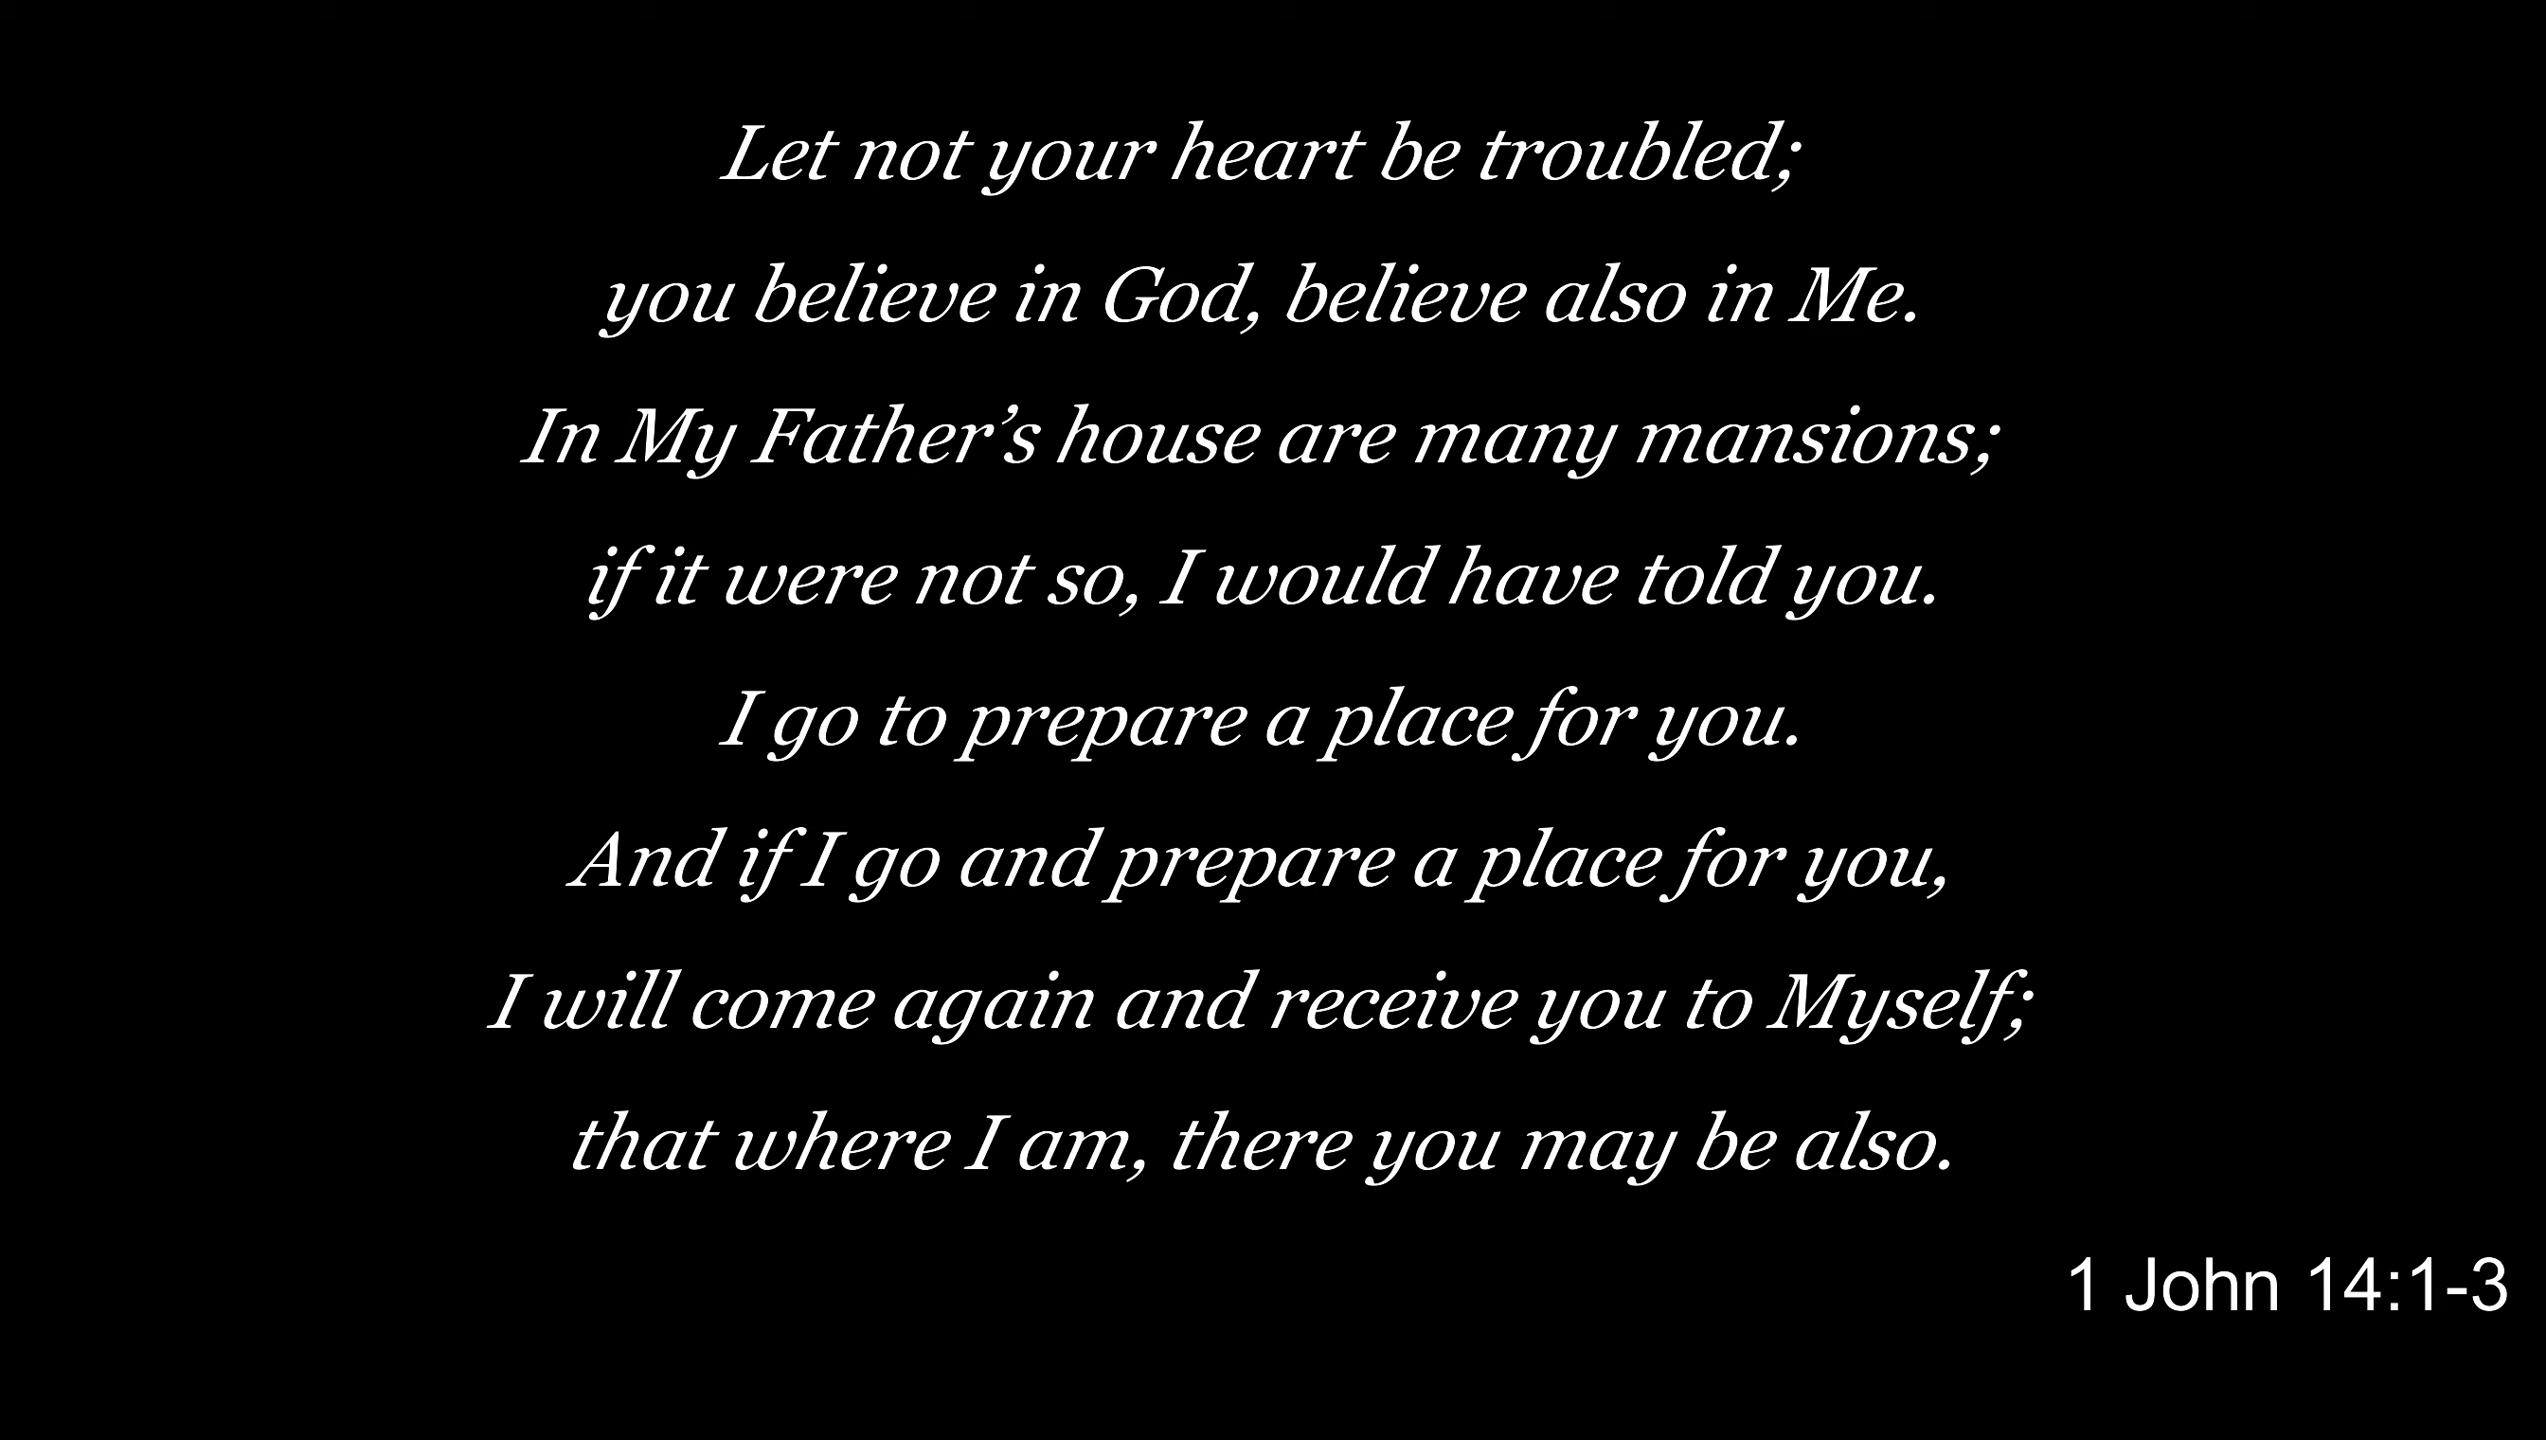 Let not your heart be troubled;
you believe in God, believe also in Me.
In My Father’s house are many mansions;
if it were not so, I would have told you.
I go to prepare a place for you.
And if I go and prepare a place for you,
I will come again and receive you to Myself;
that where I am, there you may be also.
1 John 14:1-3